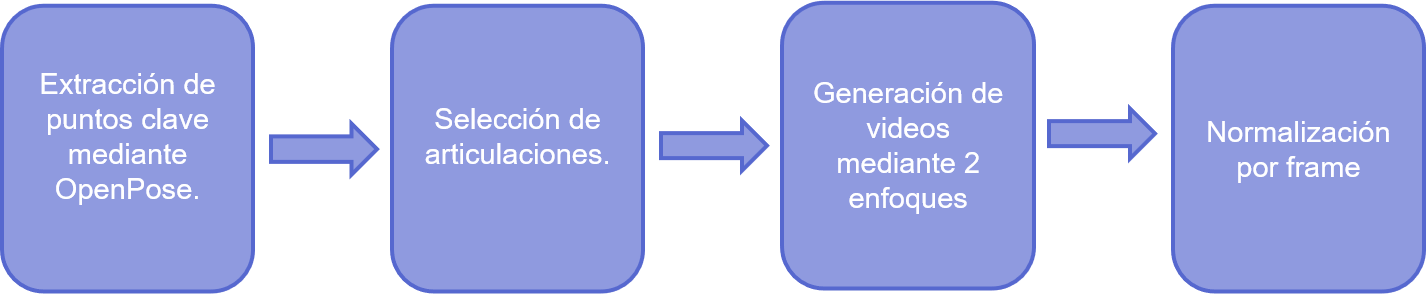 Extracción de
puntos clave
mediante
OpenPose.
Selección de
articulaciones.
Generación de
videos
mediante 2
enfoques
Normalización
por frame